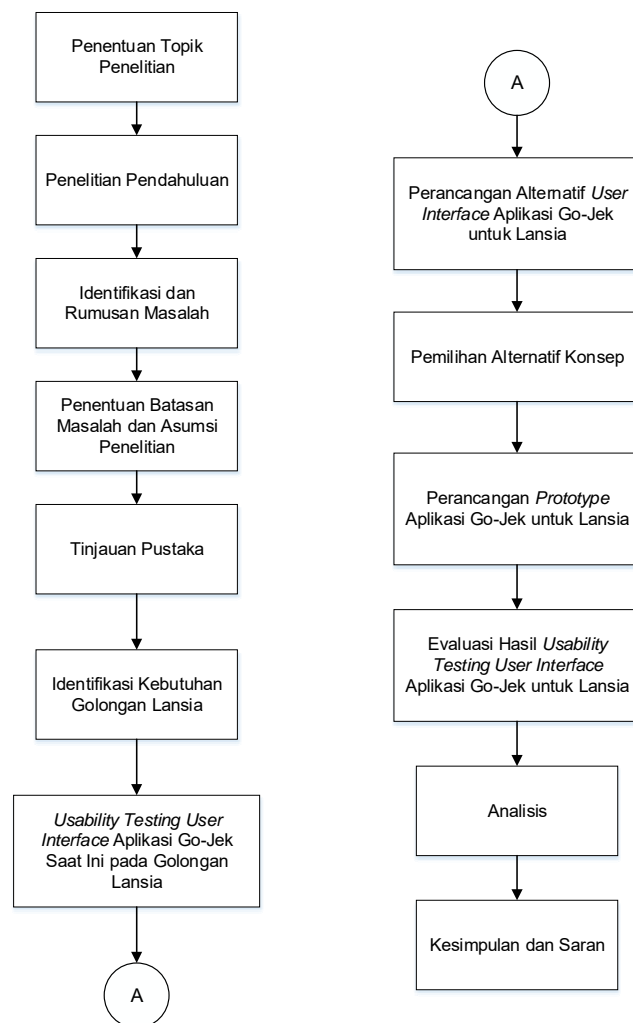 Penentuan Topik
Penelitian
Penelitian Pendahuluan
Identifikasi dan
Rumusan Masalah
Penentuan Batasan
Masalah dan Asumsi
Penelitian
Tinjauan Pustaka
Identifikasi Kebutuhan
Golongan Lansia
Usability Testing User
Interface Aplikasi Go-Jek
Saat Ini pada Golongan
Lansia
A
A
Perancangan Alternatif User
Interface Aplikasi Go-Jek
untuk Lansia
Pemilihan Alternatif Konsep
Perancangan Prototype
Aplikasi Go-Jek untuk Lansia
Evaluasi Hasil Usability
Testing User Interface
Aplikasi Go-Jek untuk Lansia
Analisis
Kesimpulan dan Saran